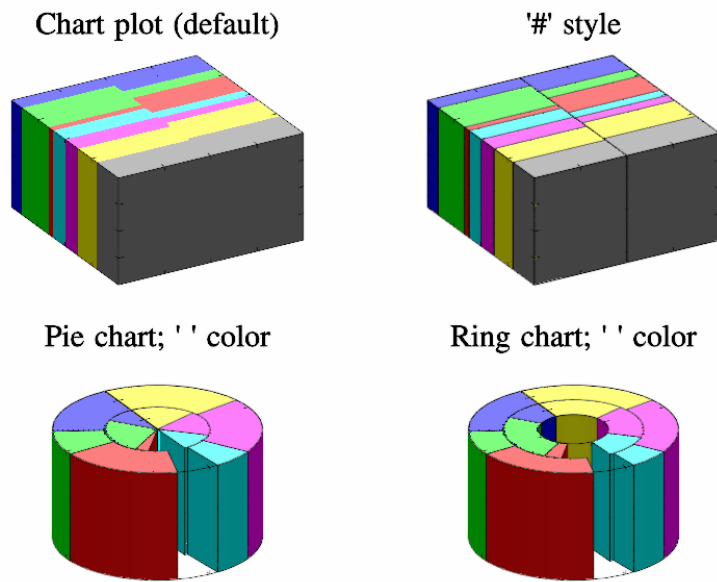 Chart plot (default)
'#' style
Pie chart; ' ' color
Ring chart; ' ' color